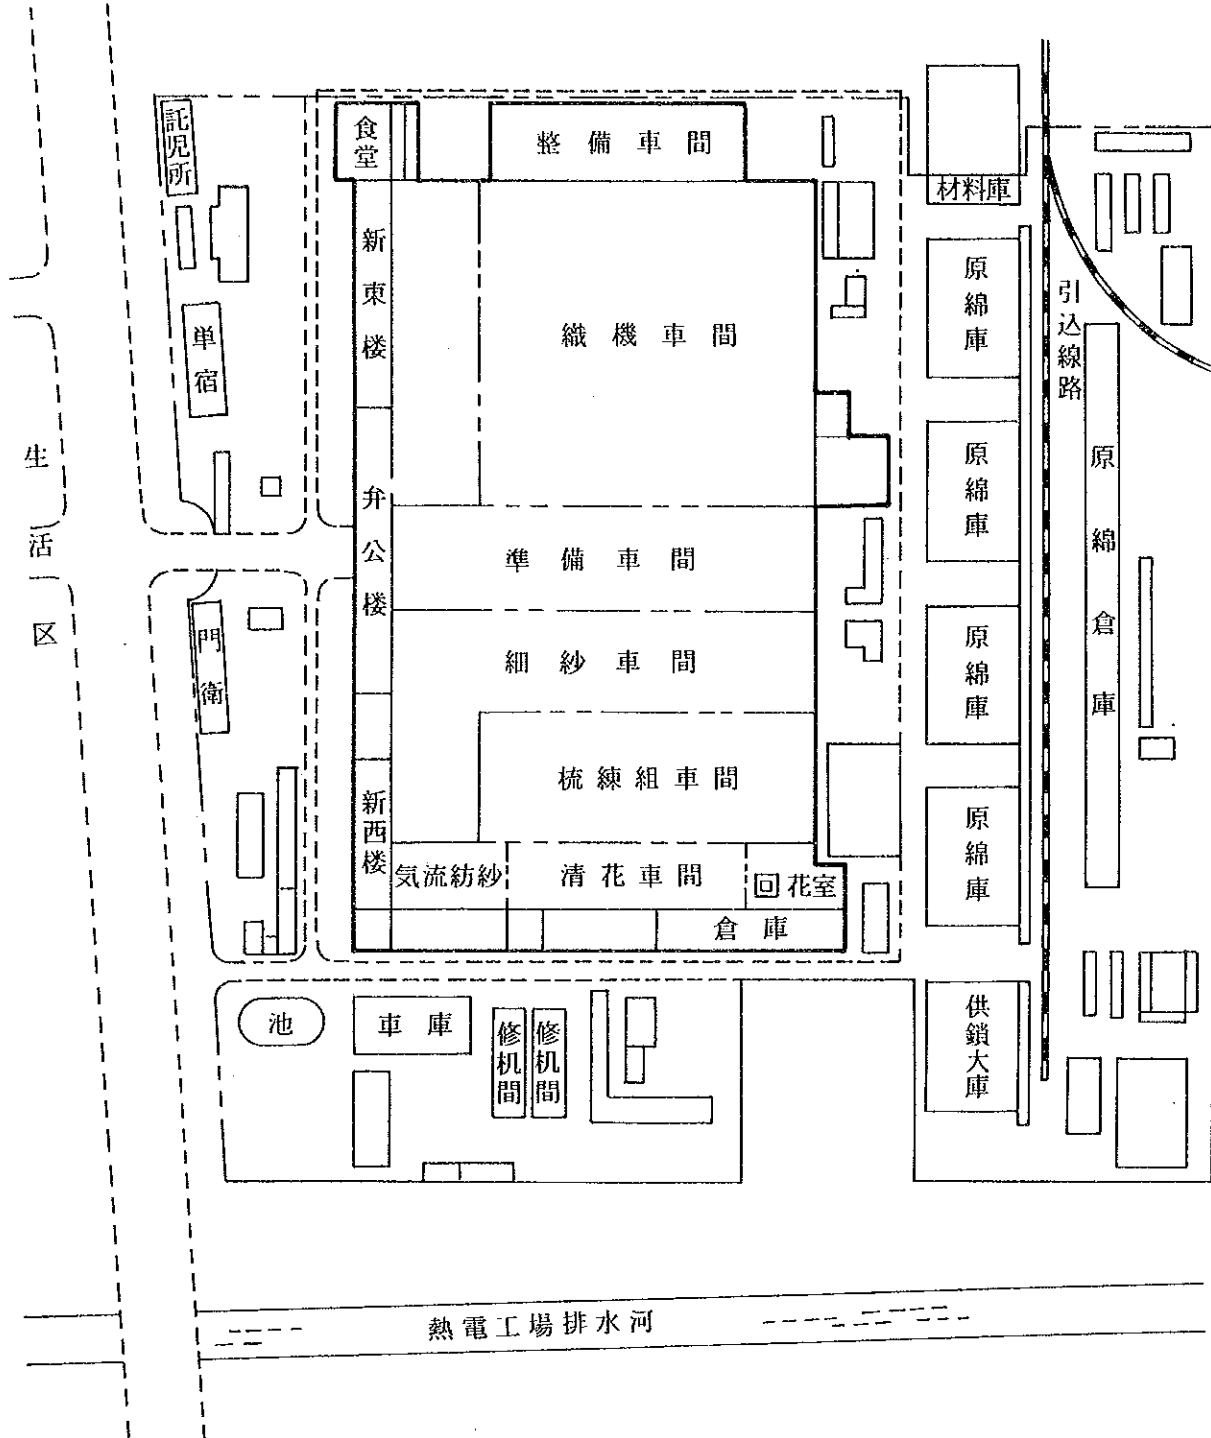 託児所
食堂
整備車間
材料庫
新東楼
織機車間
原綿庫
引込線路
単宿
生活区
弁公楼
原綿庫
原綿倉庫
準備車間
門衛
細紗車間
原綿庫
梳練組車間
新西楼
原綿庫
気流紡紗
清花車間
回花室
倉庫
池
車庫
修机間
修机間
供鎖大庫
熱電工場排水河